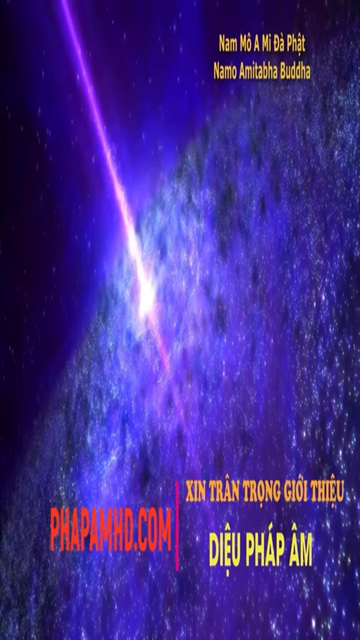 Nam Mô A Mi Đà Phật
Namo Amitabha Buddha
XIN TRÂN TRỌNG GIỚI THIỆU
PHAPAMHD.COM
DIỆU PHÁP ÂM